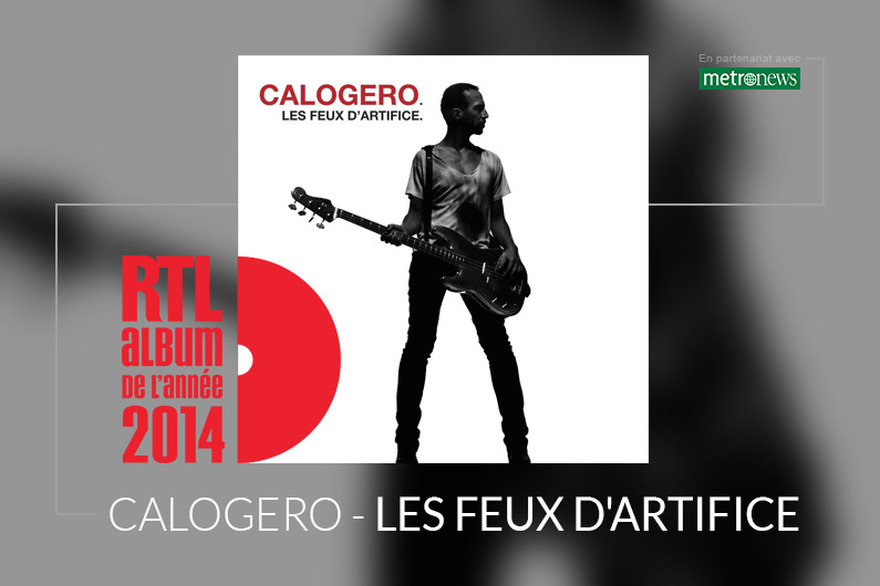 En partenariat avec
metronews
CALOGERO.
LES FEUX D'ARTIFICE.
RTL
ALBUM
DE L'ANNÉE
2014
CALOGERO - LES FEUX D'ARTIFICE